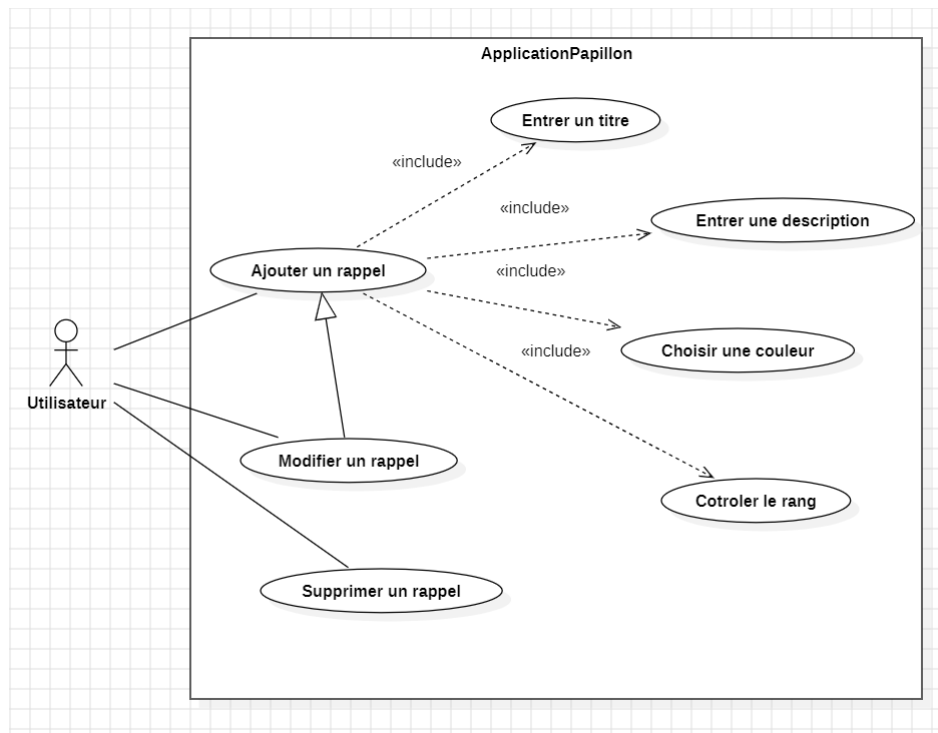 ApplicationPapillon
Entrer un titre
«include»
«include»
Entrer une description
Ajouter un rappel
«include»
Choisir une couleur
«include»
Utilisateur
Modifier un rappel
Cotroler le rang
Supprimer un rappel